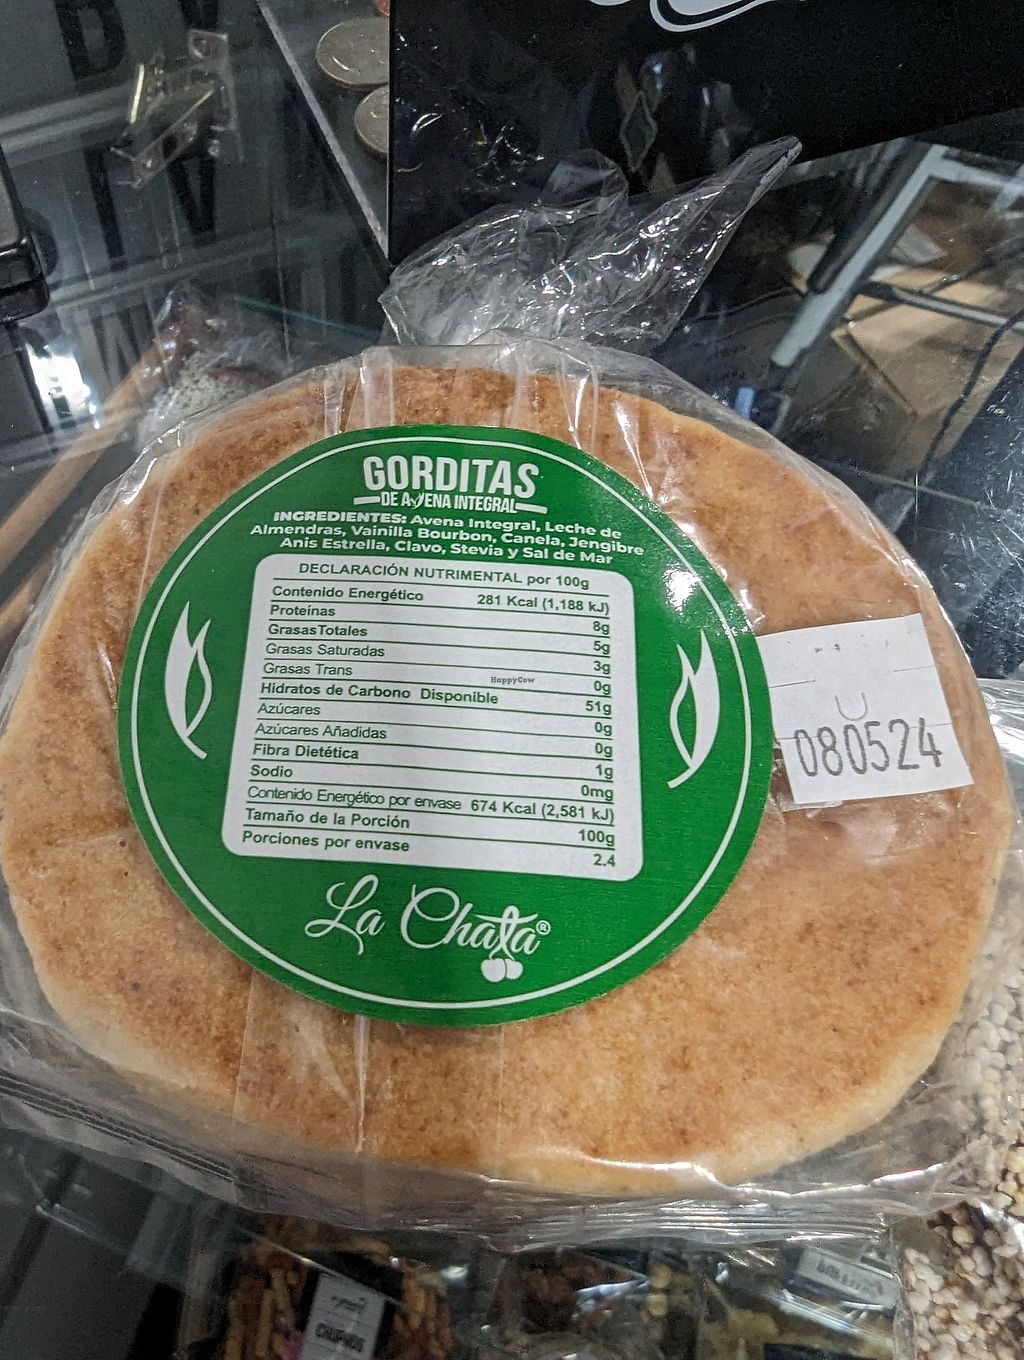 GORDITAS
DE AVENA INTEGRAL
INGREDIENTES: Avena Integral, Leche de
Almendras, Vainilla Bourbon, Canela, Jengibre
Anis Estrella, Clavo, Stevia y Sal de Mar
DECLARACIÓN NUTRIMENTAL por 100g
Contenido Energético 281 Kcal (1,188 kJ)
Proteínas 8g
GrasasTotales 5g
Grasas Saturadas 3g
Grasas Trans 0g
Hidratos de Carbono Disponible 51g
Azúcares 0g
Azúcares Añadidas 0g
Fibra Dietética 1g
Sodio 0mg
Contenido Energético por envase 674 Kcal (2,581 kJ)
Tamaño de la Porción 100g
Porciones por envase 2.4
La Chata®
080524
HappyCow